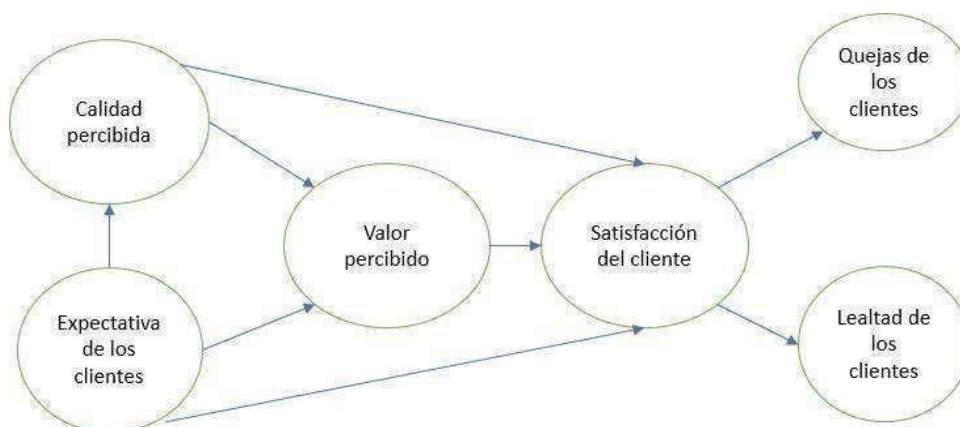 Calidad
percibida
Expectativa
de los
clientes
Valor
percibido
Satisfacción
del cliente
Quejas de
los
clientes
Lealtad de
los
clientes